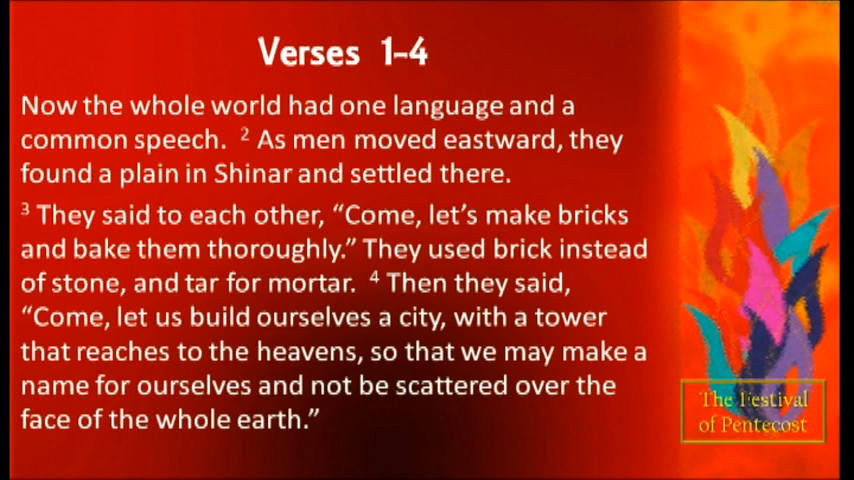 Verses 1-4
Now the whole world had one language and a
common speech. ² As men moved eastward, they
found a plain in Shinar and settled there.
³ They said to each other, “Come, let’s make bricks
and bake them thoroughly.” They used brick instead
of stone, and tar for mortar. ⁴ Then they said,
“Come, let us build ourselves a city, with a tower
that reaches to the heavens, so that we may make a
name for ourselves and not be scattered over the
face of the whole earth.”
The Festival
of Pentecost